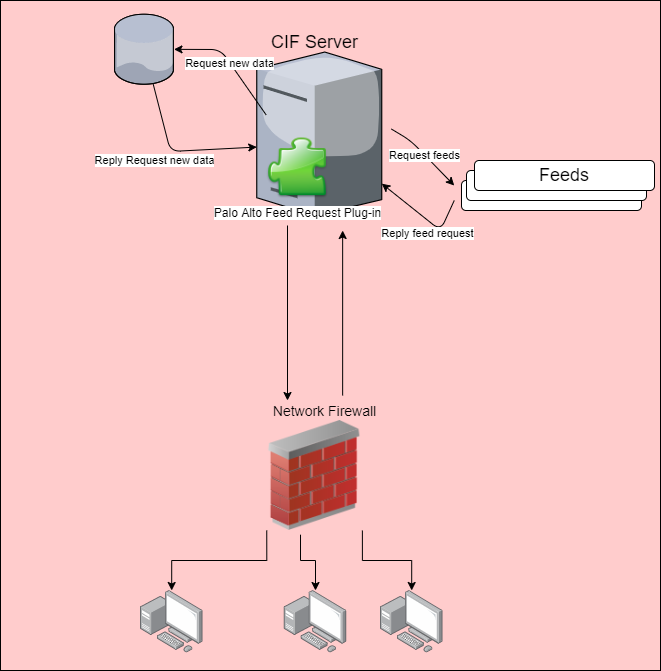 CIF Server
Request new data
Request feeds
Reply Request new data
Feeds
Palo Alto Feed Request Plug-in
Reply feed request
Network Firewall